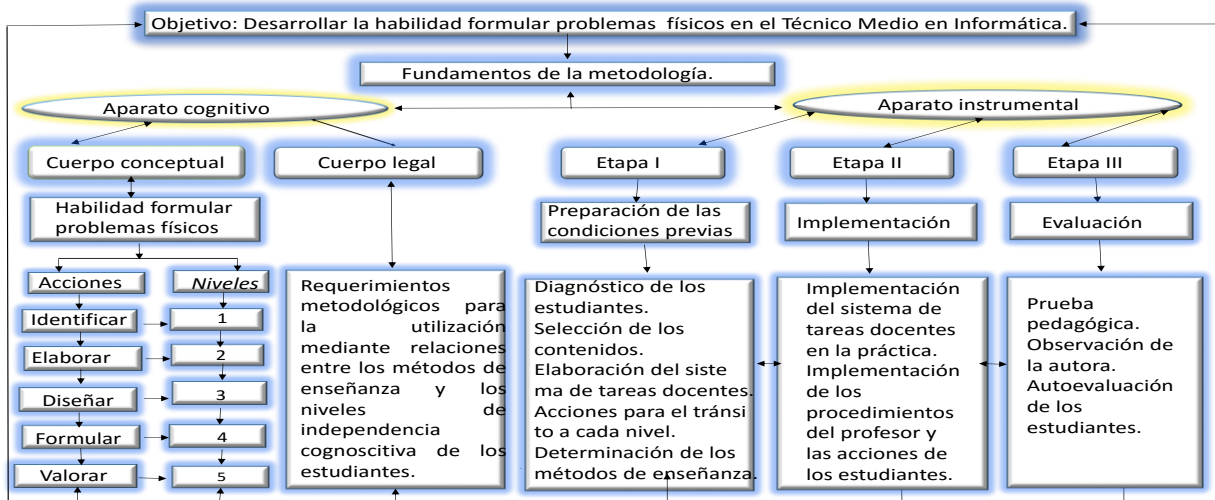 Objetivo: Desarrollar la habilidad formular problemas físicos en el Técnico Medio en Informática.
Fundamentos de la metodología.
Aparato cognitivo
Aparato instrumental
Cuerpo conceptual
Cuerpo legal
Etapa I
Etapa II
Etapa III
Habilidad formular
problemas físicos
Preparación de las
condiciones previas
Implementación
Evaluación
Acciones
Niveles
Identificar
1
Elaborar
2
Diseñar
3
Formular
4
Valorar
5
Requerimientos
metodológicos para
la utilización
mediante relaciones
entre los métodos de
enseñanza y los
niveles de
independencia
cognoscitiva de los
estudiantes.
Diagnóstico de los
estudiantes.
Selección de los
contenidos.
Elaboración del siste
ma de tareas docentes.
Acciones para el tránsi
to a cada nivel.
Determinación de los
métodos de enseñanza.
Implementación
del sistema de
tareas docentes
en la práctica.
Implementación
de los
procedimientos
del profesor y
las acciones de
los estudiantes.
Prueba
pedagógica.
Observación de
la autora.
Autoevaluación
de los
estudiantes.